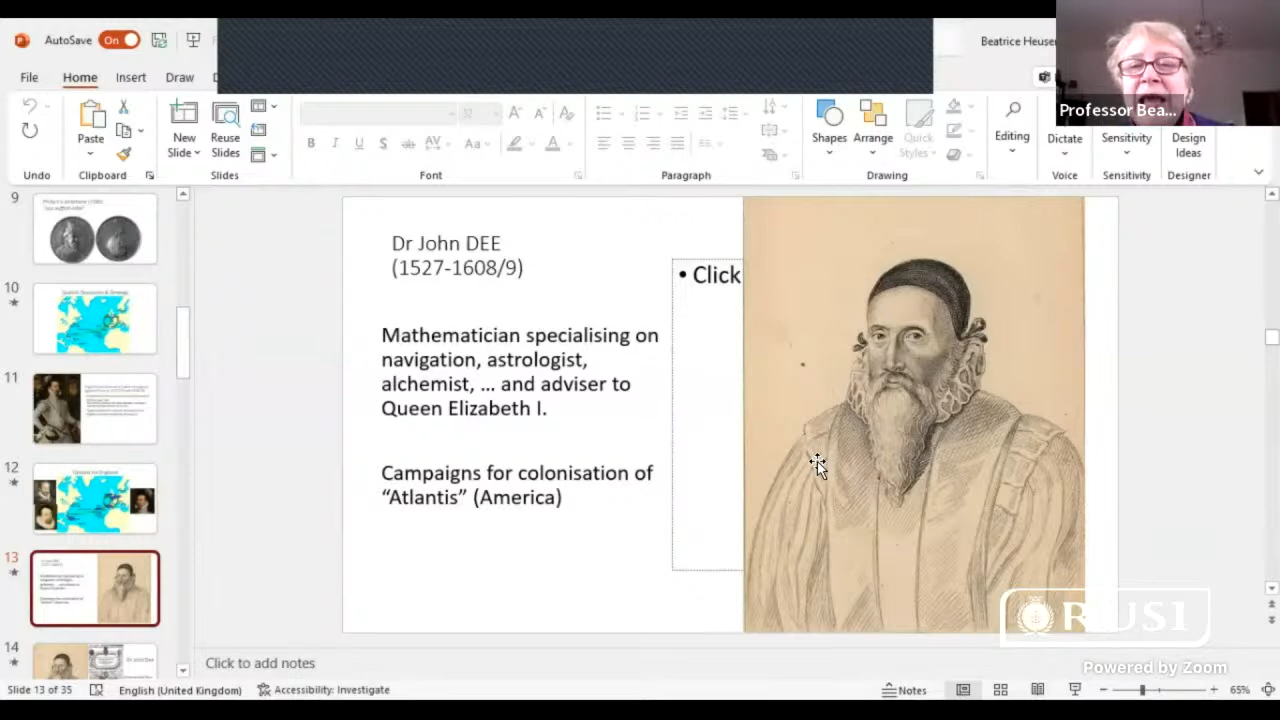 AutoSave On
Beatrice Heuser
Professor Bea...
File Home Insert Draw
Paste
New Slide
Reuse Slides
B I U S ab AV Aa A
Shapes
Arrange
Quick Styles
Editing
Dictate
Sensitivity
Design Ideas
Undo Clipboard Slides Font Paragraph Drawing Voice Sensitivity Designer
9
10
11
12
13
14
Dr John DEE
(1527-1608/9)
• Click
Mathematician specialising on
navigation, astrologist,
alchemist, … and adviser to
Queen Elizabeth I.
Campaigns for colonisation of
“Atlantis” (America)
RUSI
Powered by Zoom
Click to add notes
Slide 13 of 35 English (United Kingdom) Accessibility: Investigate Notes 65%